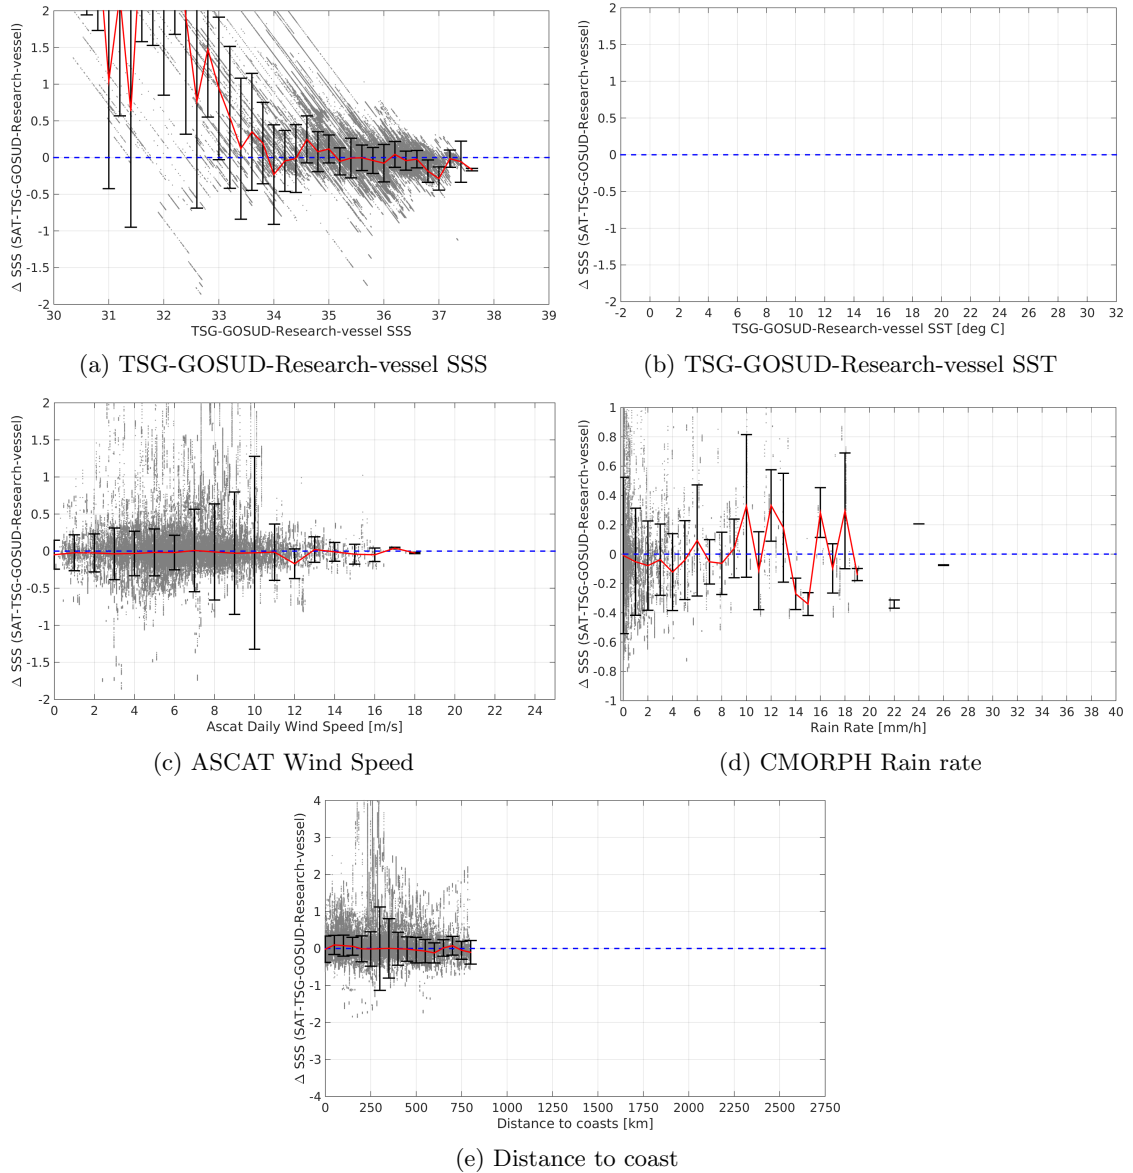 Δ SSS (SAT-TSG-GOSUD-Research-vessel)
2
1.5
1
0.5
0
-0.5
-1
-1.5
-2
30 31 32 33 34 35 36 37 38 39
TSG-GOSUD-Research-vessel SSS
(a) TSG-GOSUD-Research-vessel SSS
Δ SSS (SAT-TSG-GOSUD-Research-vessel)
2
1.5
1
0.5
0
-0.5
-1
-1.5
-2
-2 0 2 4 6 8 10 12 14 16 18 20 22 24 26 28 30 32
TSG-GOSUD-Research-vessel SST [deg C]
(b) TSG-GOSUD-Research-vessel SST
Δ SSS (SAT-TSG-GOSUD-Research-vessel)
2
1.5
1
0.5
0
-0.5
-1
-1.5
-2
0 2 4 6 8 10 12 14 16 18 20 22 24
Ascat Daily Wind Speed [m/s]
(c) ASCAT Wind Speed
Δ SSS (SAT-TSG-GOSUD-Research-vessel)
1
0.8
0.6
0.4
0.2
0
-0.2
-0.4
-0.6
-0.8
-1
0 2 4 6 8 10 12 14 16 18 20 22 24 26 28 30 32 34 36 38 40
Rain Rate [mm/h]
(d) CMORPH Rain rate
Δ SSS (SAT-TSG-GOSUD-Research-vessel)
4
3
2
1
0
-1
-2
-3
-4
0 250 500 750 1000 1250 1500 1750 2000 2250 2500 2750
Distance to coasts [km]
(e) Distance to coast